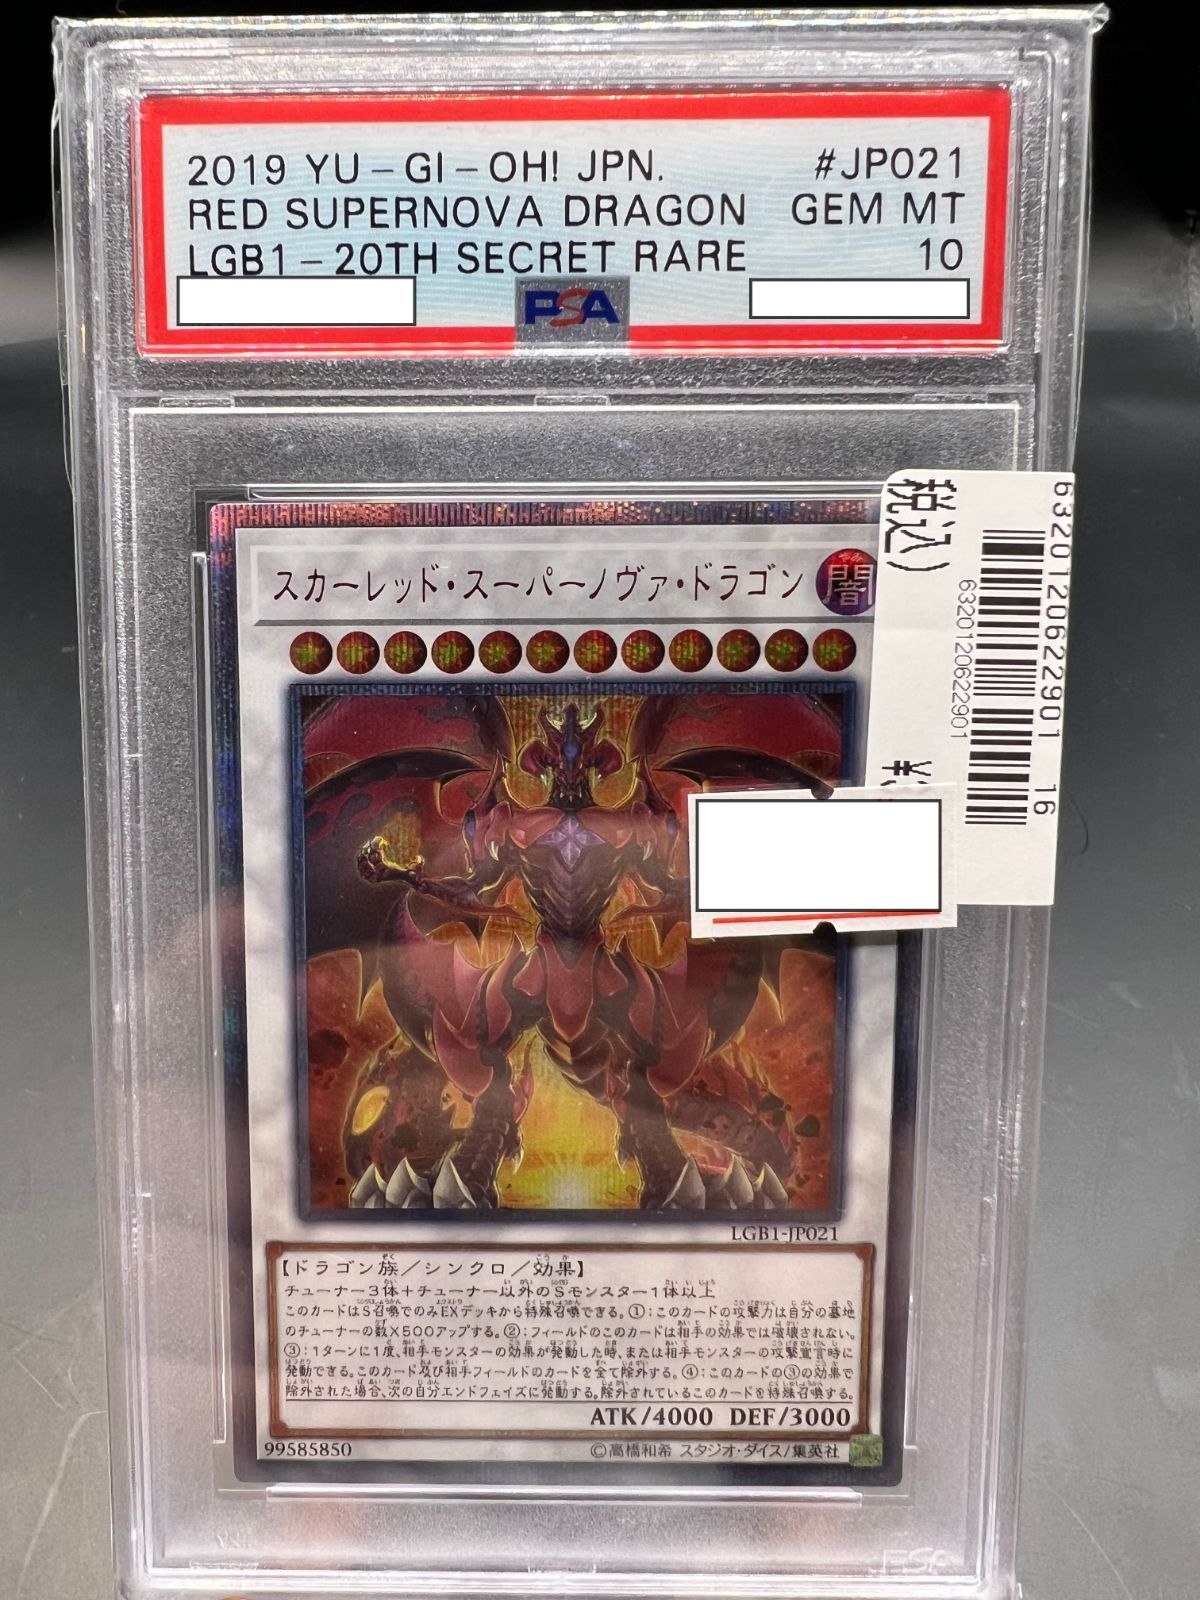 2019 YU-GI-OH! JPN. #JP021
RED SUPERNOVA DRAGON GEM MT
LGB1-20TH SECRET RARE 10
PSA
税込)
632012062290​1 16
6320120622901
¥
スカーレッド・スーパーノヴァ・ドラゴン
闇
LGB1-JP021
【ドラゴン族/シンクロ/効果】
チューナー3体+チューナー以外のSモンスター1体以上
このカードはS召喚でのみEXデッキから特殊召喚できる。①:このカードの攻撃力は自分の墓地
のチューナーの数×500アップする。②:フィールドのこのカードは相手の効果では破壊されない。
③:1ターンに1度、相手モンスターの効果が発動した時、または相手モンスターの攻撃宣言時に
発動できる。このカード及び相手フィールドのカードを全て除外する。④:このカードの③の効果で
除外された場合、次の自分エンドフェイズに発動する。除外されているこのカードを特殊召喚する。
ATK/4000 DEF/3000
99585850
©高橋和希 スタジオ・ダイス/集英社